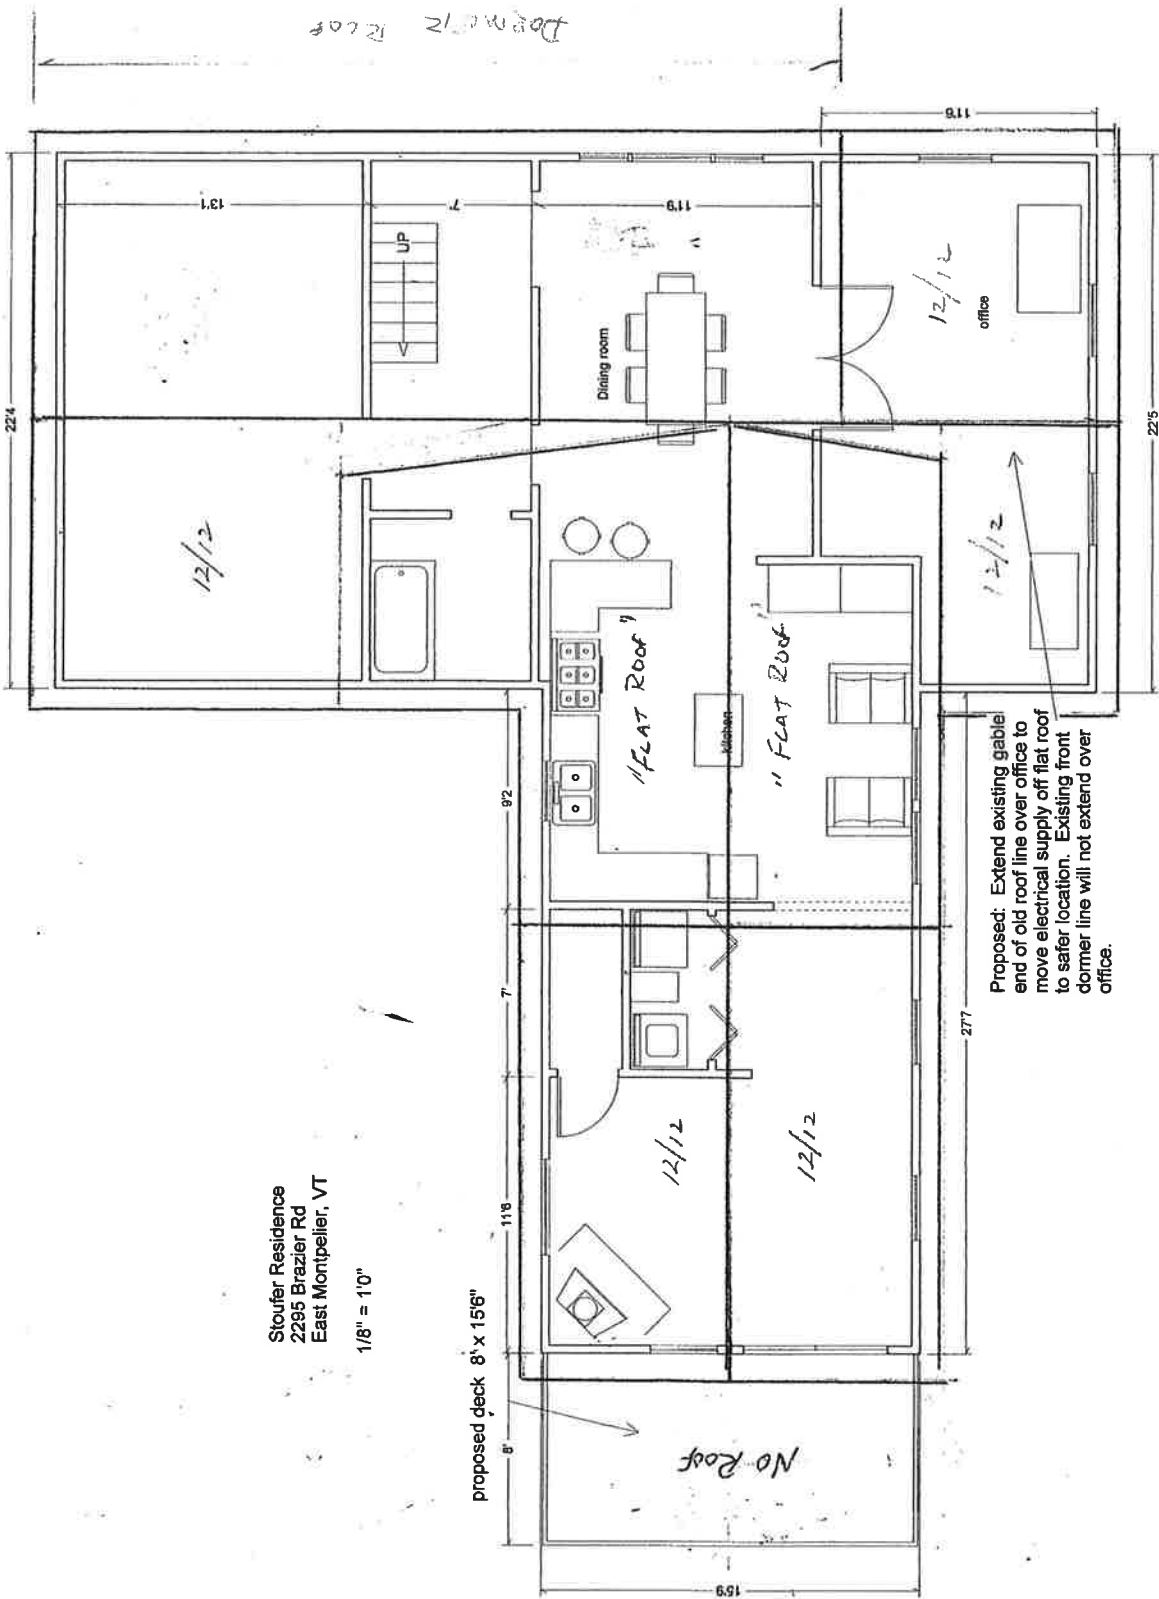 DORMER ROOF
22'4
13'1
7'
UP
11'9
11'6
Dining room
12/12
office
12/12
12/12
22'5
"FLAT ROOF"
"FLAT ROOF"
kitchen
9'2
7'
11'6
27'7
Proposed: Extend existing gable
end of old roof line over office to
move electrical supply off flat roof
to safer location. Existing front
dormer line will not extend over
office.
12/12
12/12
Stoufer Residence
2295 Brazier Rd
East Montpelier, VT
1/8" = 1'0"
proposed deck 8' x 15'6"
8'
No Roof
15'9